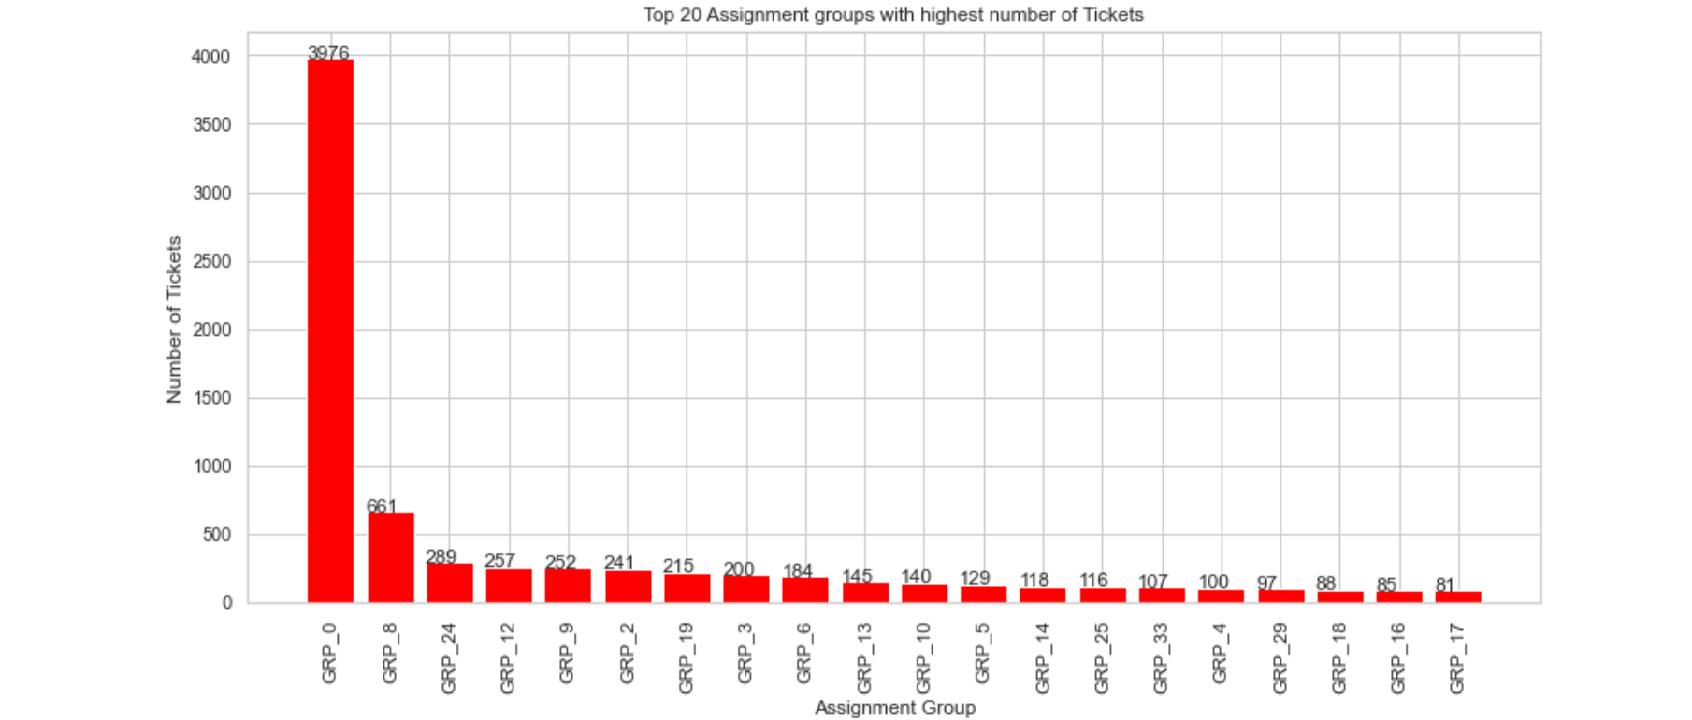 Top 20 Assignment groups with highest number of Tickets
4000
3500
3000
2500
2000
1500
1000
500
0
Number of Tickets
3976
661
289
257
252
241
215
200
184
145
140
129
118
116
107
100
97
88
85
81
GRP_0
GRP_8
GRP_24
GRP_12
GRP_9
GRP_2
GRP_19
GRP_3
GRP_6
GRP_13
GRP_10
GRP_5
GRP_14
GRP_25
GRP_33
GRP_4
GRP_29
GRP_18
GRP_16
GRP_17
Assignment Group